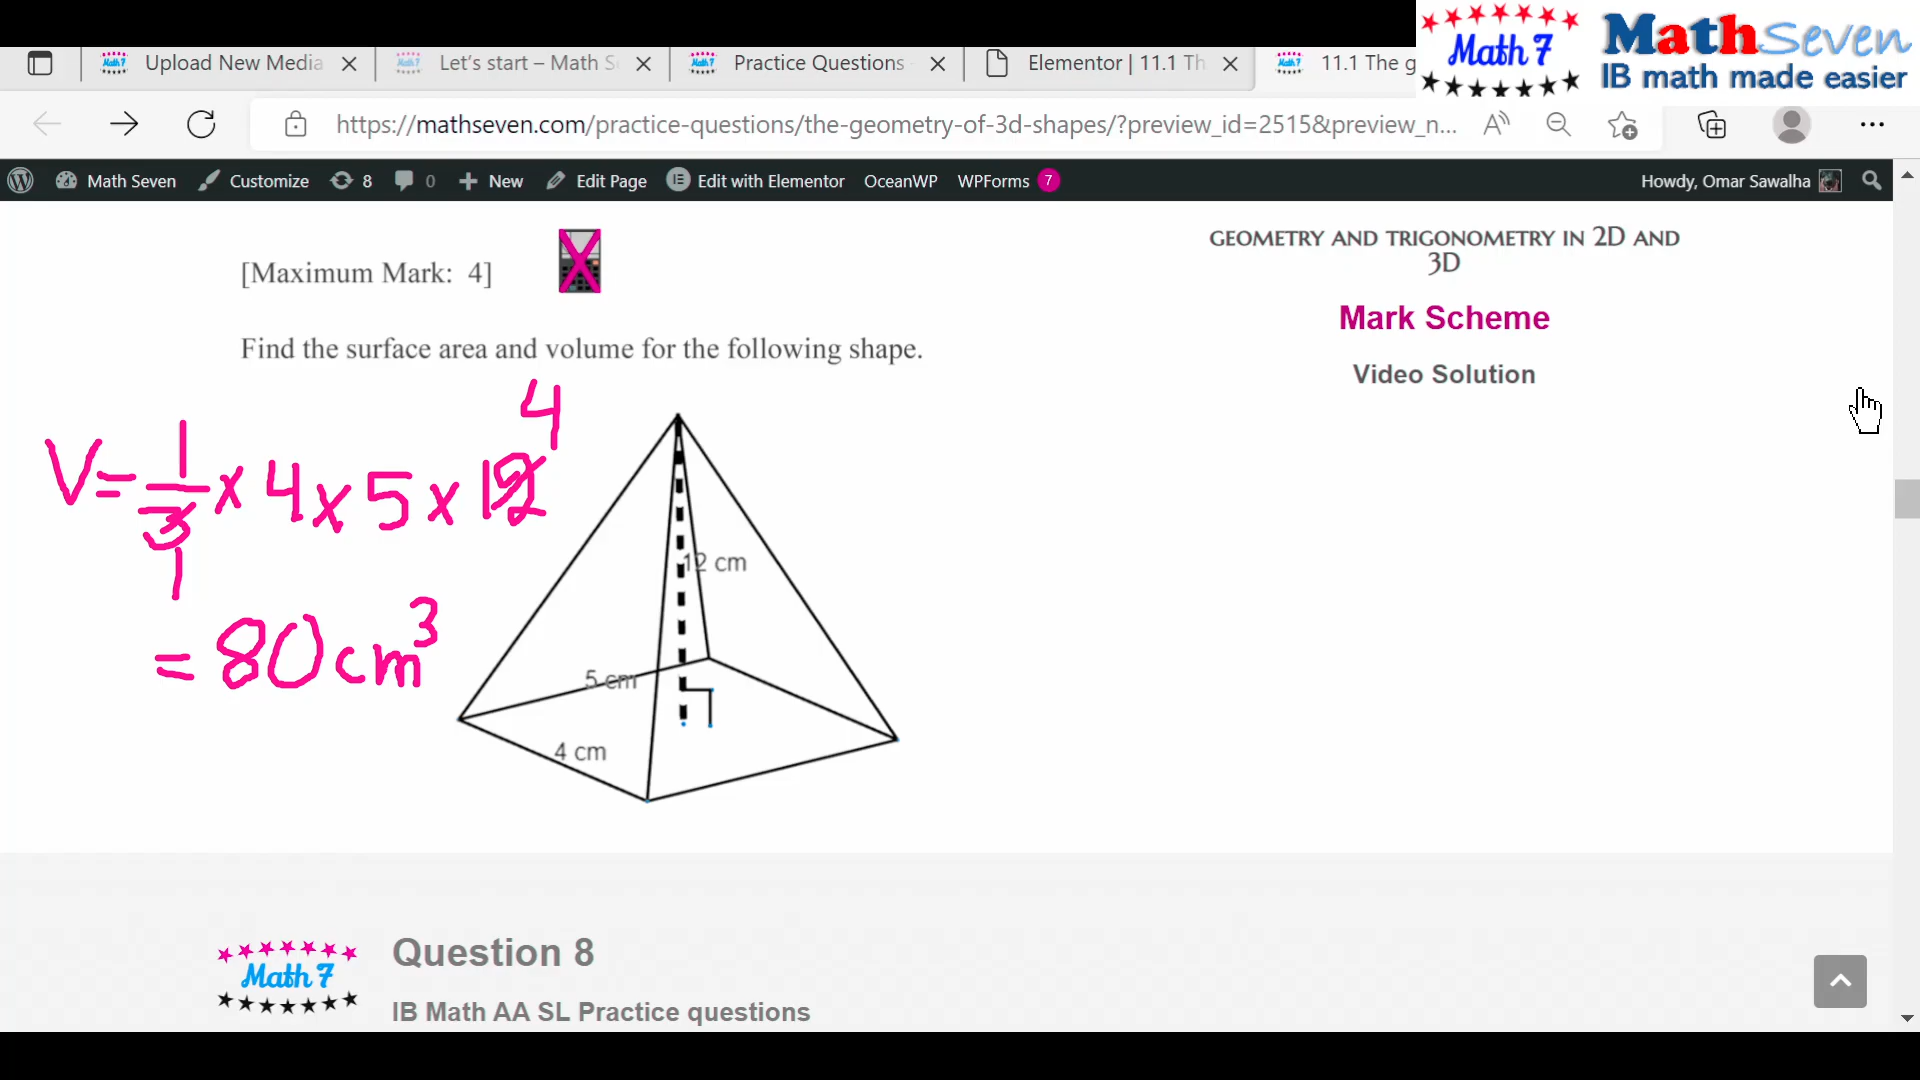 Math 7
MathSeven
IB math made easier
Upload New Media
Let's start – Math S
Practice Questions
Elementor | 11.1 Th
11.1 The g
https://mathseven.com/practice-questions/the-geometry-of-3d-shapes/?preview_id=2515&preview_n...
Math Seven
Customize
8
0
New
Edit Page
Edit with Elementor
OceanWP
WPForms 7
Howdy, Omar Sawalha
[Maximum Mark: 4]
GEOMETRY AND TRIGONOMETRY IN 2D AND
3D
Mark Scheme
Video Solution
Find the surface area and volume for the following shape.
4
V = 1/3 x 4 x 5 x 12
1
= 80cm³
12 cm
5 cm
4 cm
Math 7
Question 8
IB Math AA SL Practice questions